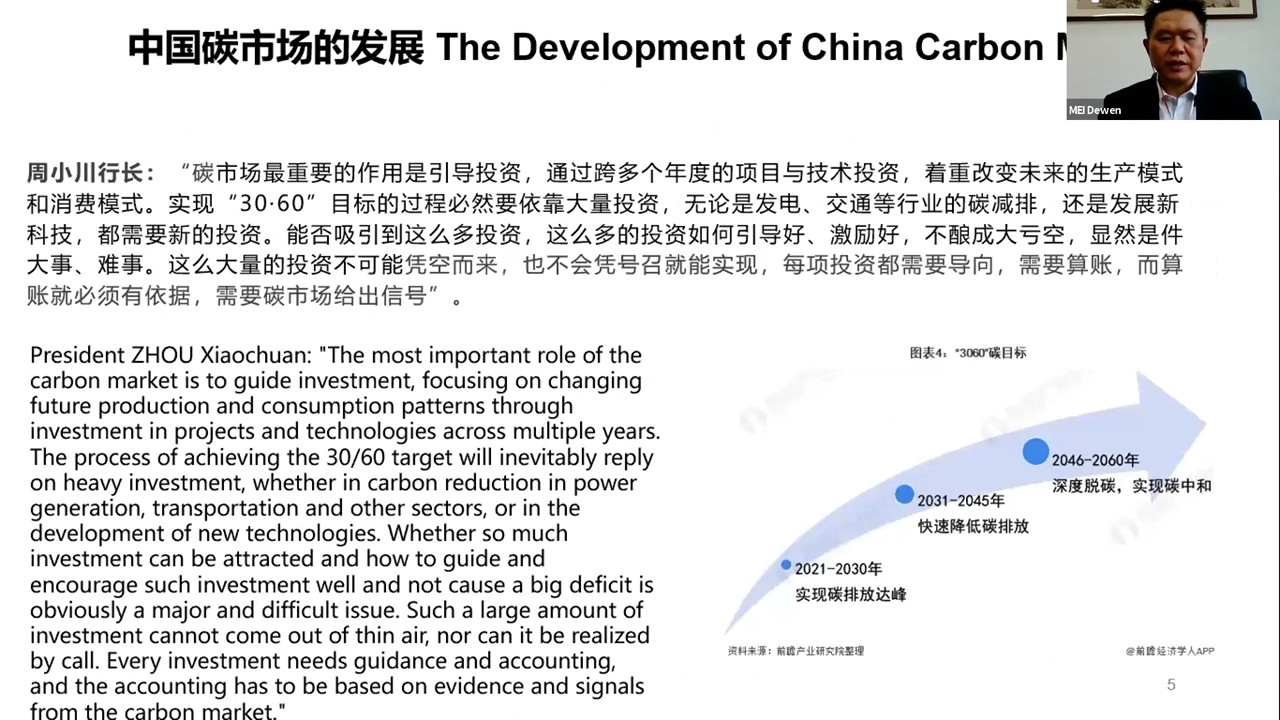 中国碳市场的发展 The Development of China Carbon
MEI Dewen
周小川行长：“碳市场最重要的作用是引导投资，通过跨多个年度的项目与技术投资，着重改变未来的生产模式
和消费模式。实现“30·60”目标的过程必然要依靠大量投资，无论是发电、交通等行业的碳减排，还是发展新
科技，都需要新的投资。能否吸引到这么多投资，这么多的投资如何引导好、激励好，不酿成大亏空，显然是件
大事、难事。这么大量的投资不可能凭空而来，也不会凭号召就能实现，每项投资都需要导向，需要算账，而算
账就必须有依据，需要碳市场给出信号”。
President ZHOU Xiaochuan: "The most important role of the
carbon market is to guide investment, focusing on changing
future production and consumption patterns through
investment in projects and technologies across multiple years.
The process of achieving the 30/60 target will inevitably reply
on heavy investment, whether in carbon reduction in power
generation, transportation and other sectors, or in the
development of new technologies. Whether so much
investment can be attracted and how to guide and
encourage such investment well and not cause a big deficit is
obviously a major and difficult issue. Such a large amount of
investment cannot come out of thin air, nor can it be realized
by call. Every investment needs guidance and accounting,
and the accounting has to be based on evidence and signals
from the carbon market."
图表4："3060"碳目标
2046-2060年
深度脱碳，实现碳中和
2031-2045年
快速降低碳排放
2021-2030年
实现碳排放达峰
资料来源：前瞻产业研究院整理
@前瞻经济学人APP
5